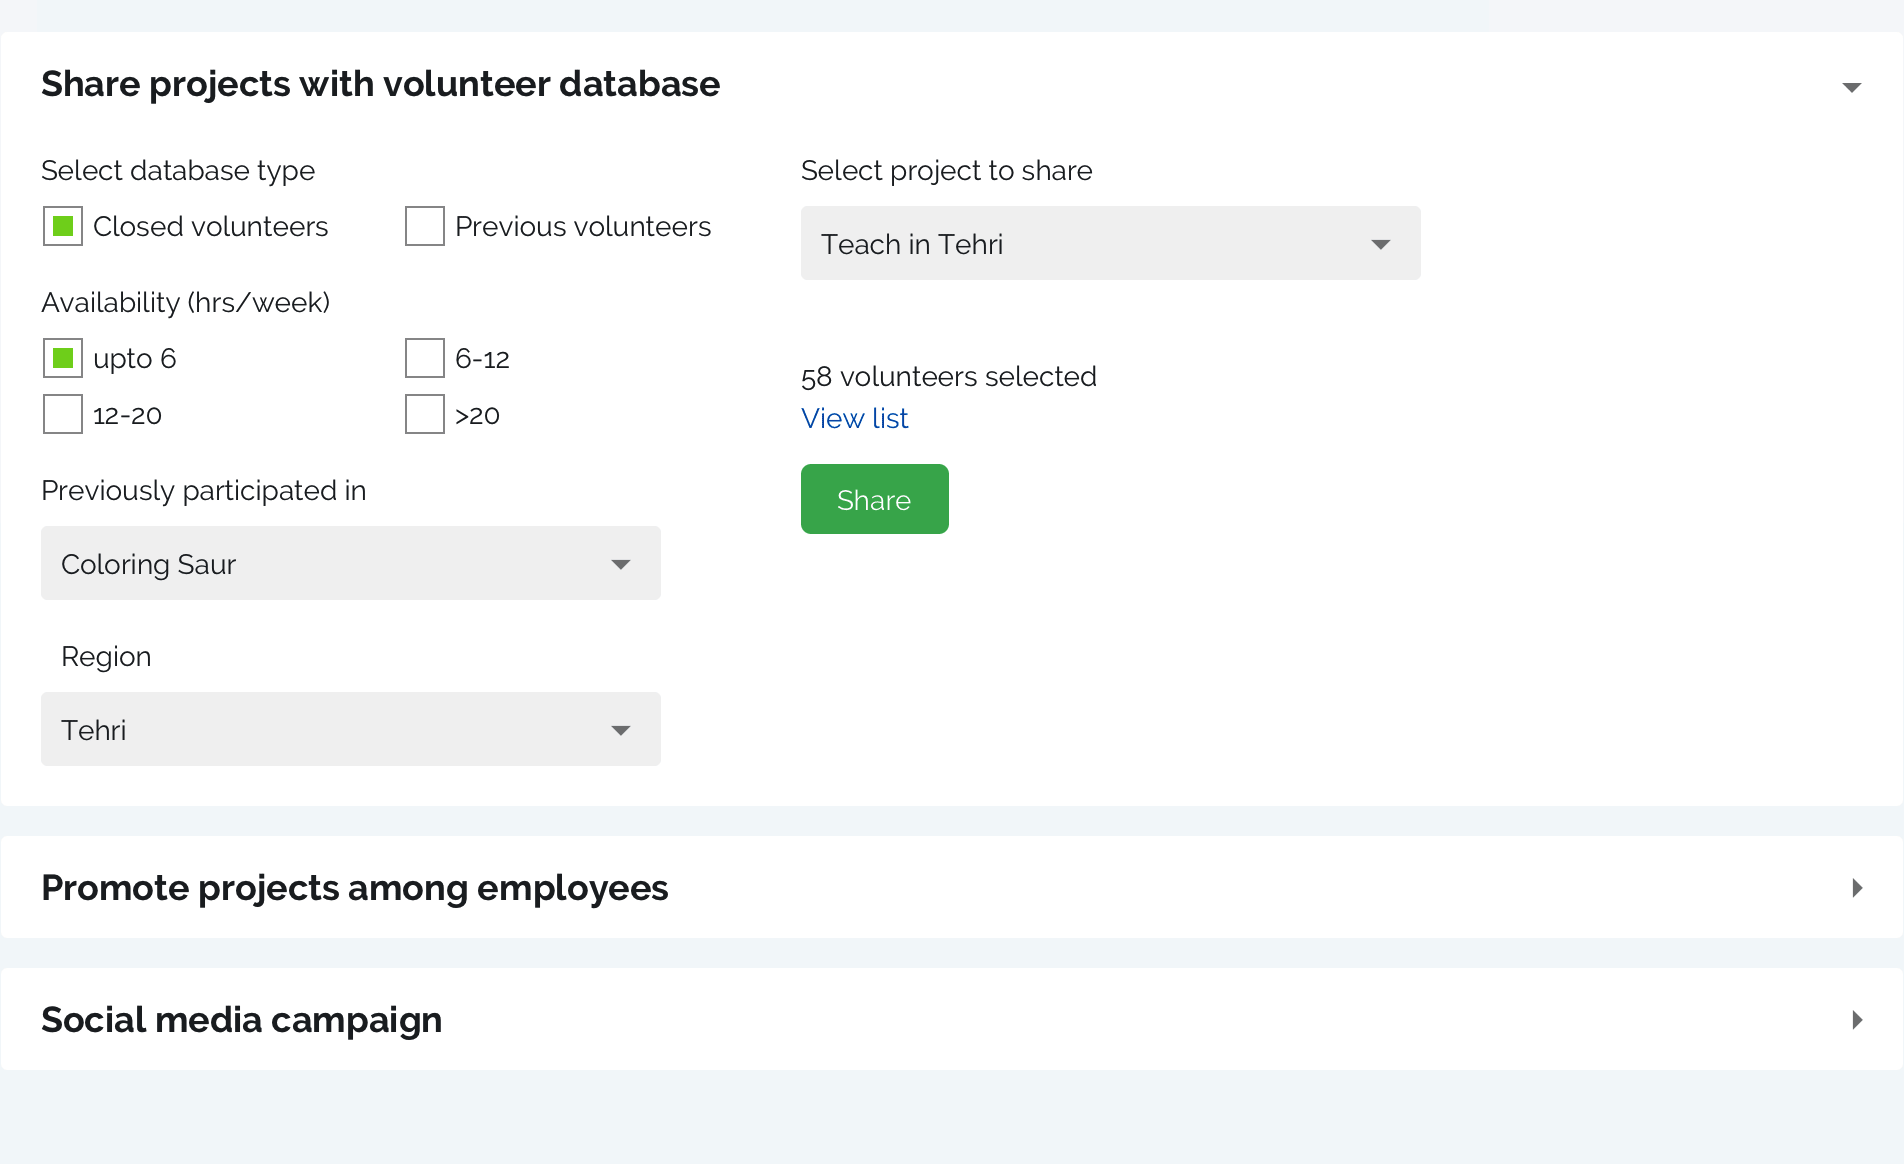 Share projects with volunteer database
Select database type
Closed volunteers
Previous volunteers
Availability (hrs/week)
upto 6
6-12
12-20
>20
Previously participated in
Coloring Saur
Region
Tehri
Select project to share
Teach in Tehri
58 volunteers selected
View list
Share
Promote projects among employees
Social media campaign